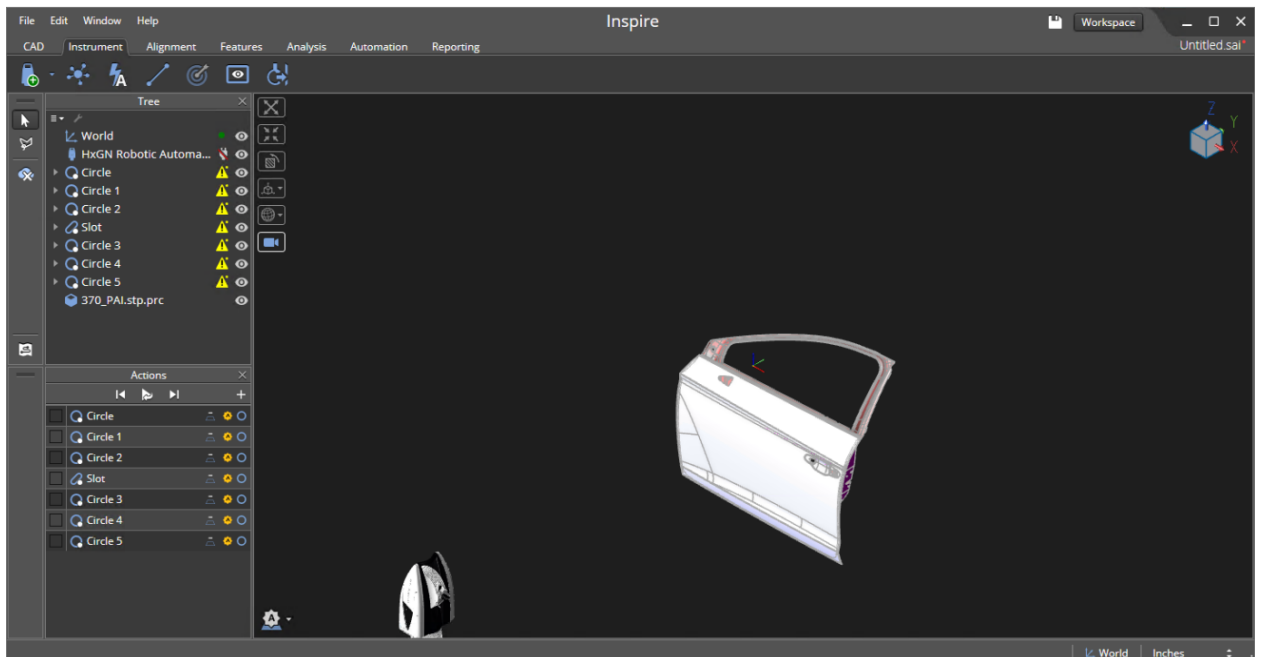 File Edit Window Help Inspire Workspace
CAD Instrument Alignment Features Analysis Automation Reporting Untitled.sai*
Tree
World
HxGN Robotic Automa...
Circle
Circle 1
Circle 2
Slot
Circle 3
Circle 4
Circle 5
370_PAI.stp.prc
Actions
Circle
Circle 1
Circle 2
Slot
Circle 3
Circle 4
Circle 5
Z
Y
X
A
World Inches